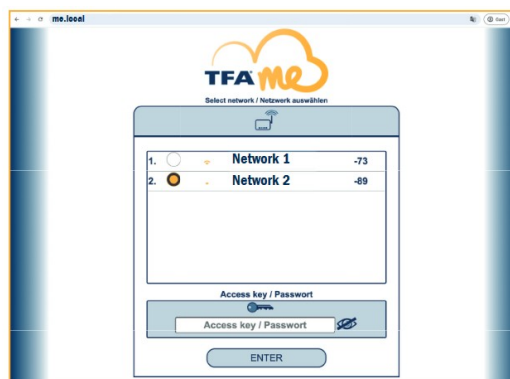 me.local
Gast
TFA me
Select network / Netzwerk auswählen
1. Network 1 -73
2. Network 2 -89
Access key / Passwort
Access key / Passwort
ENTER